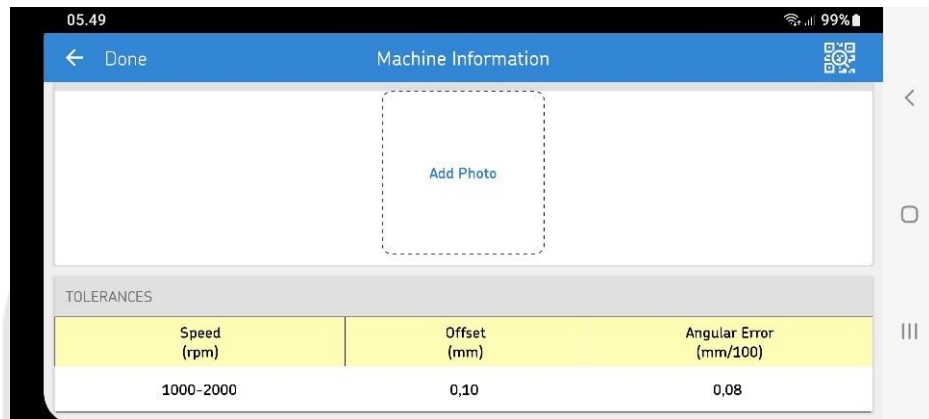 05.49 99%
Done Machine Information
Add Photo
TOLERANCES
Speed Offset Angular Error
(rpm) (mm) (mm/100)
1000-2000 0,10 0,08